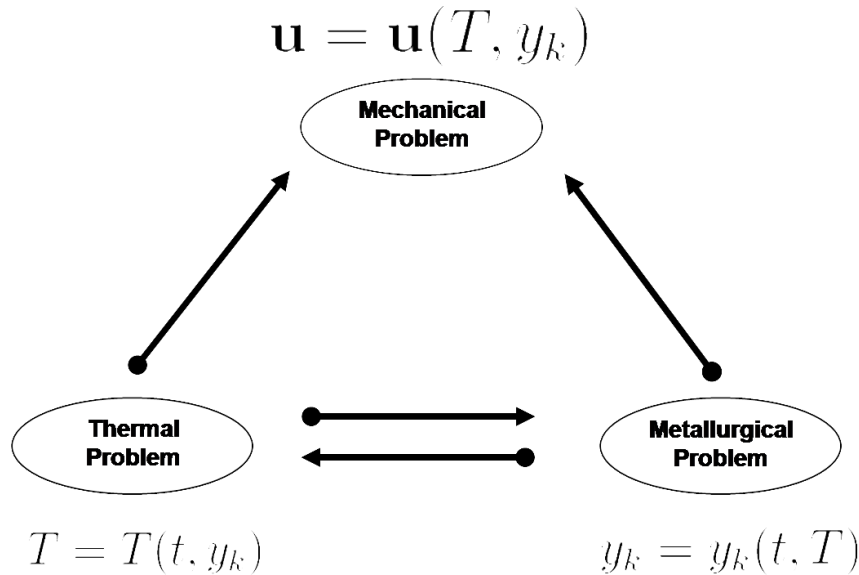 u = u(T, y_k)
Mechanical
Problem
Thermal
Problem
Metallurgical
Problem
T = T(t, y_k)
y_k = y_k(t, T)